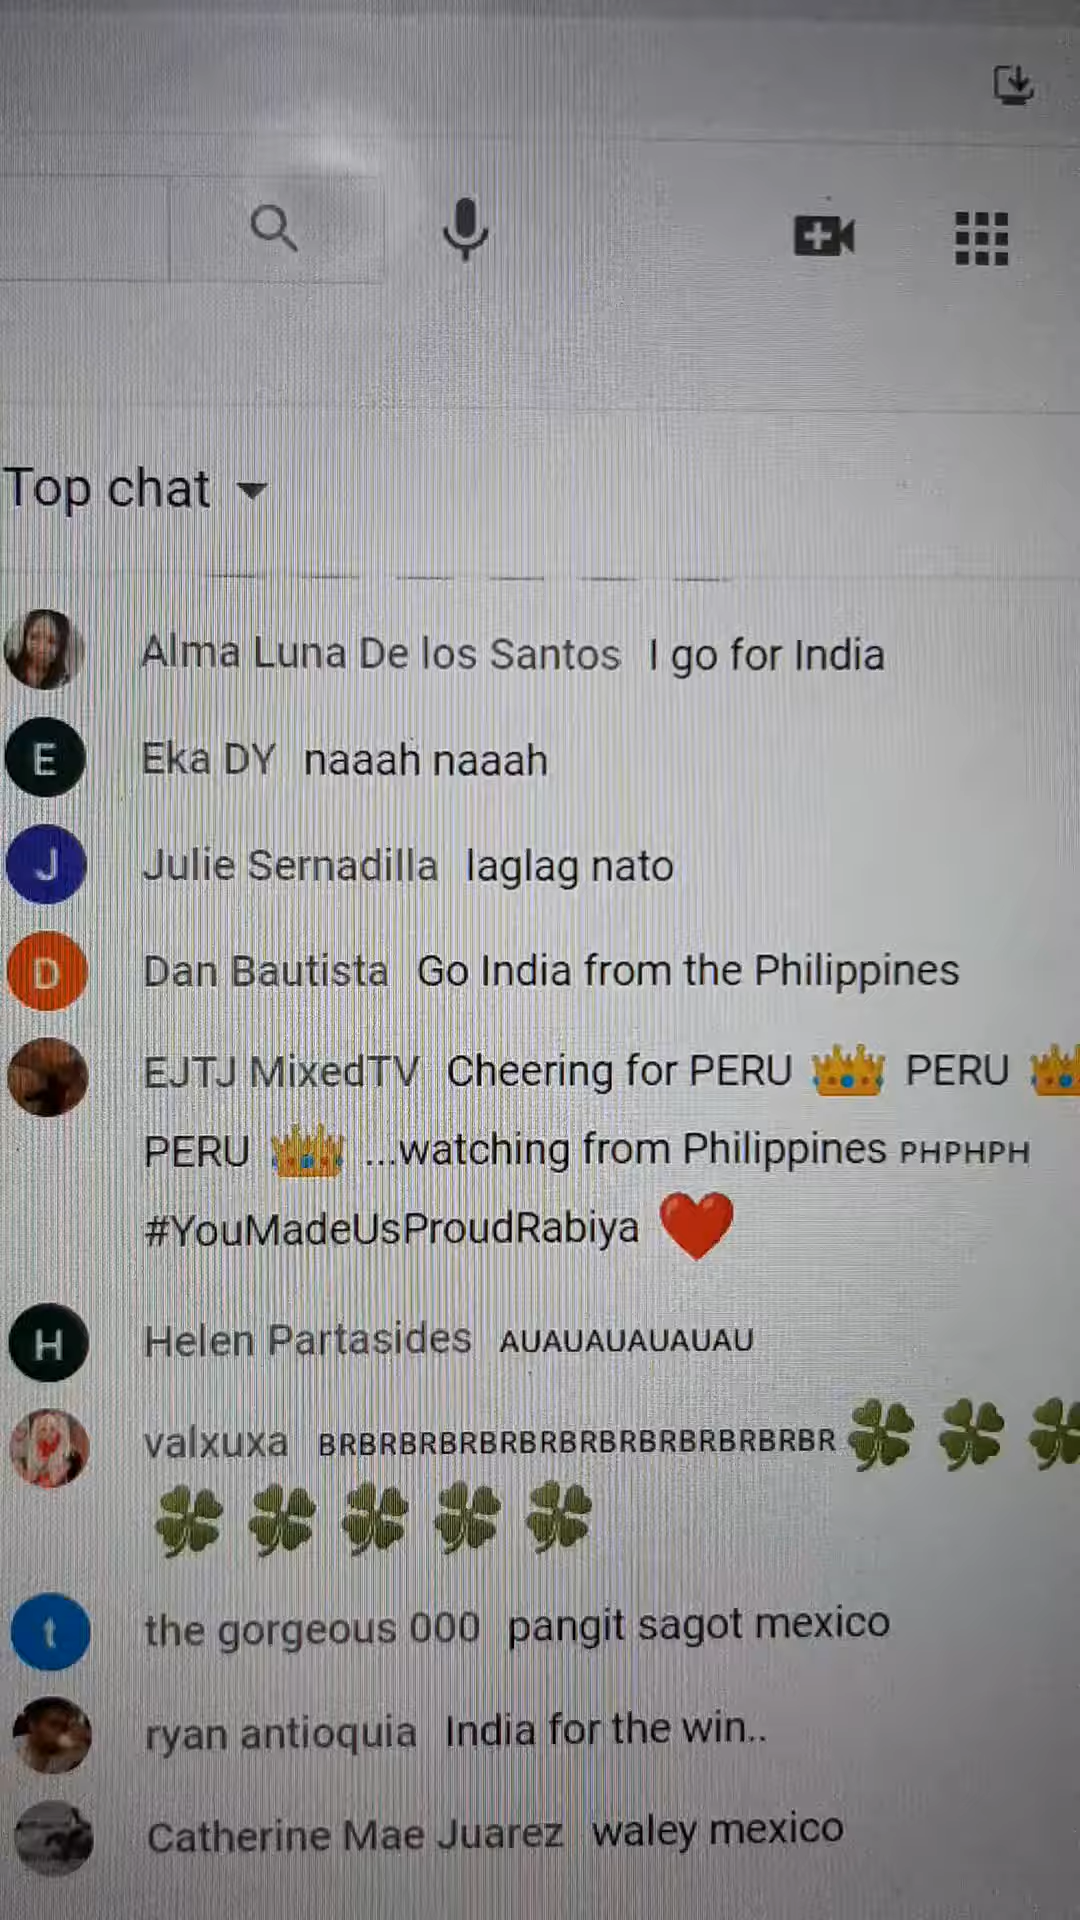 Top chat
Alma Luna De los Santos I go for India
E Eka DY naaah naaah
J Julie Sernadilla laglag nato
D Dan Bautista Go India from the Philippines
EJTJ MixedTV Cheering for PERU 👑 PERU 👑
PERU 👑 ...watching from Philippines PHPHPH
#YouMadeUsProudRabiya ❤️
H Helen Partasides AUAUAUAUAUAU
valxuxa BRBRBRBRBRBRBRBRBRBRBRBRBR🍀 🍀 🍀
🍀 🍀 🍀 🍀 🍀
t the gorgeous 000 pangit sagot mexico
ryan antioquia India for the win..
Catherine Mae Juarez waley mexico